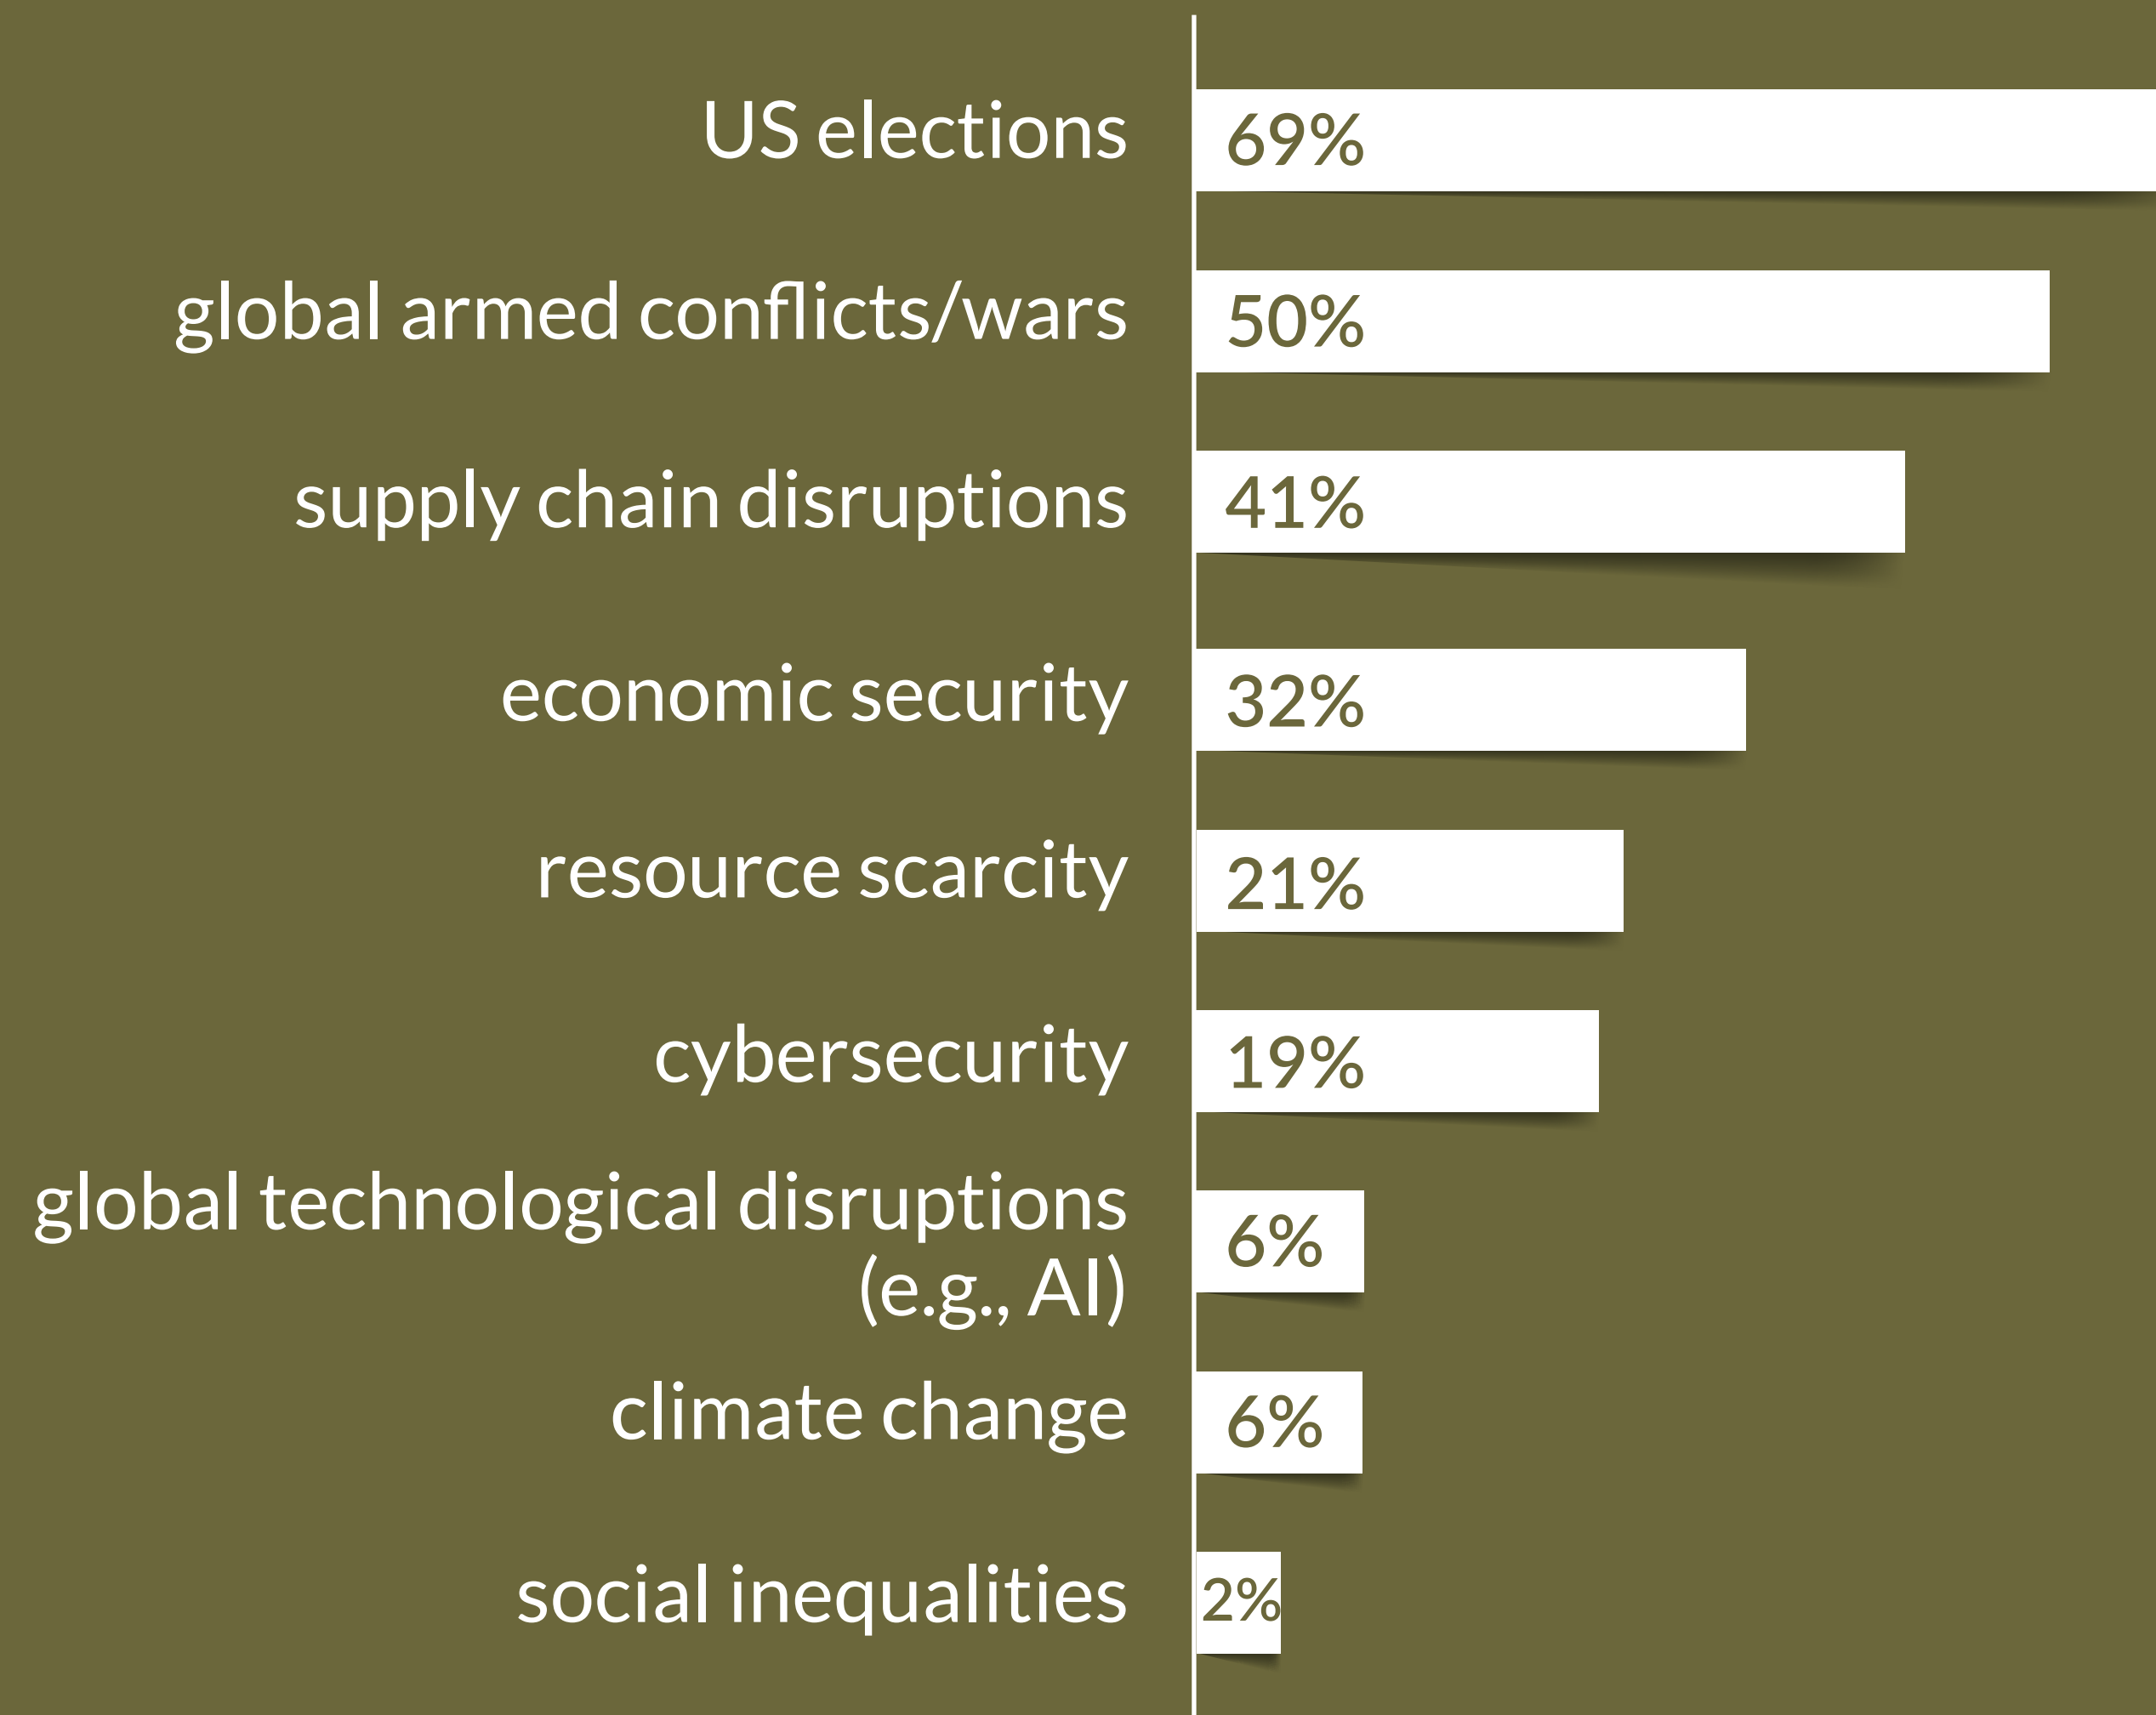 US elections 69%
global armed conflicts/wars 50%
supply chain disruptions 41%
economic security 32%
resource scarcity 21%
cybersecurity 19%
global technological disruptions
(e.g., AI) 6%
climate change 6%
social inequalities 2%